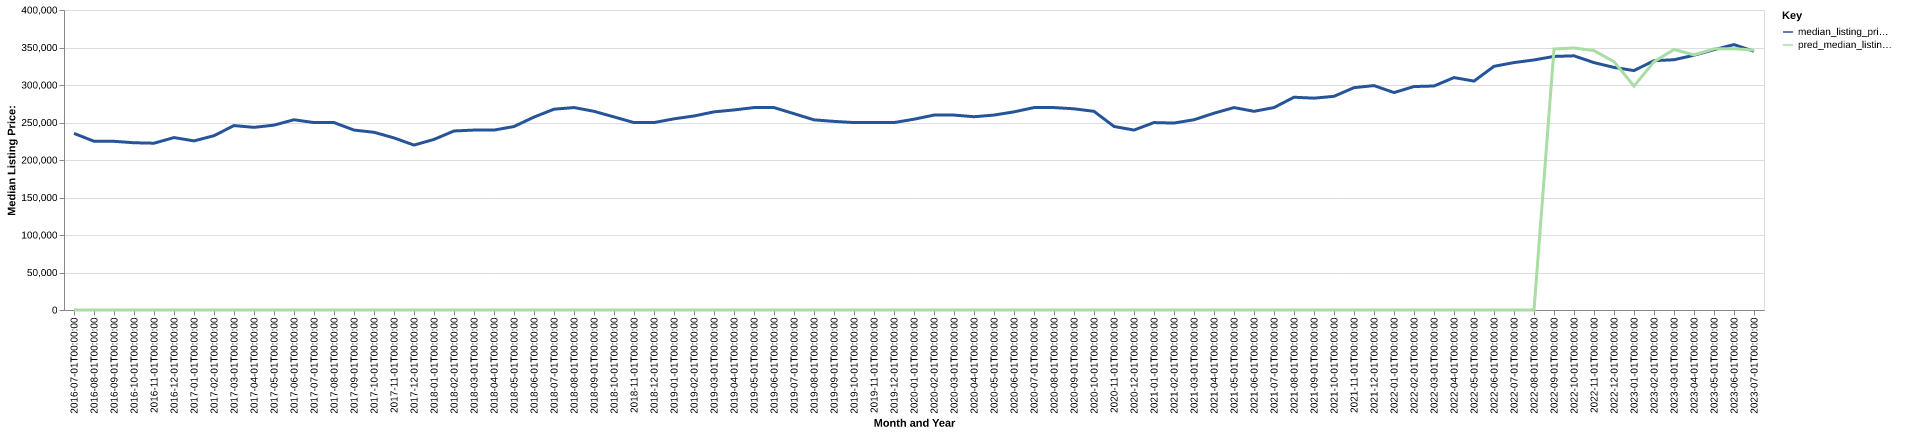 Median Listing Price:
400,000
350,000
300,000
250,000
200,000
150,000
100,000
50,000
0
2016-07-01T00:00:00
2016-08-01T00:00:00
2016-09-01T00:00:00
2016-10-01T00:00:00
2016-11-01T00:00:00
2016-12-01T00:00:00
2017-01-01T00:00:00
2017-02-01T00:00:00
2017-03-01T00:00:00
2017-04-01T00:00:00
2017-05-01T00:00:00
2017-06-01T00:00:00
2017-07-01T00:00:00
2017-08-01T00:00:00
2017-09-01T00:00:00
2017-10-01T00:00:00
2017-11-01T00:00:00
2017-12-01T00:00:00
2018-01-01T00:00:00
2018-02-01T00:00:00
2018-03-01T00:00:00
2018-04-01T00:00:00
2018-05-01T00:00:00
2018-06-01T00:00:00
2018-07-01T00:00:00
2018-08-01T00:00:00
2018-09-01T00:00:00
2018-10-01T00:00:00
2018-11-01T00:00:00
2018-12-01T00:00:00
2019-01-01T00:00:00
2019-02-01T00:00:00
2019-03-01T00:00:00
2019-04-01T00:00:00
2019-05-01T00:00:00
2019-06-01T00:00:00
2019-07-01T00:00:00
2019-08-01T00:00:00
2019-09-01T00:00:00
2019-10-01T00:00:00
2019-11-01T00:00:00
2019-12-01T00:00:00
2020-01-01T00:00:00
2020-02-01T00:00:00
2020-03-01T00:00:00
2020-04-01T00:00:00
2020-05-01T00:00:00
2020-06-01T00:00:00
2020-07-01T00:00:00
2020-08-01T00:00:00
2020-09-01T00:00:00
2020-10-01T00:00:00
2020-11-01T00:00:00
2020-12-01T00:00:00
2021-01-01T00:00:00
2021-02-01T00:00:00
2021-03-01T00:00:00
2021-04-01T00:00:00
2021-05-01T00:00:00
2021-06-01T00:00:00
2021-07-01T00:00:00
2021-08-01T00:00:00
2021-09-01T00:00:00
2021-10-01T00:00:00
2021-11-01T00:00:00
2021-12-01T00:00:00
2022-01-01T00:00:00
2022-02-01T00:00:00
2022-03-01T00:00:00
2022-04-01T00:00:00
2022-05-01T00:00:00
2022-06-01T00:00:00
2022-07-01T00:00:00
2022-08-01T00:00:00
2022-09-01T00:00:00
2022-10-01T00:00:00
2022-11-01T00:00:00
2022-12-01T00:00:00
2023-01-01T00:00:00
2023-02-01T00:00:00
2023-03-01T00:00:00
2023-04-01T00:00:00
2023-05-01T00:00:00
2023-06-01T00:00:00
2023-07-01T00:00:00
Month and Year
Key
median_listing_pri…
pred_median_listin…